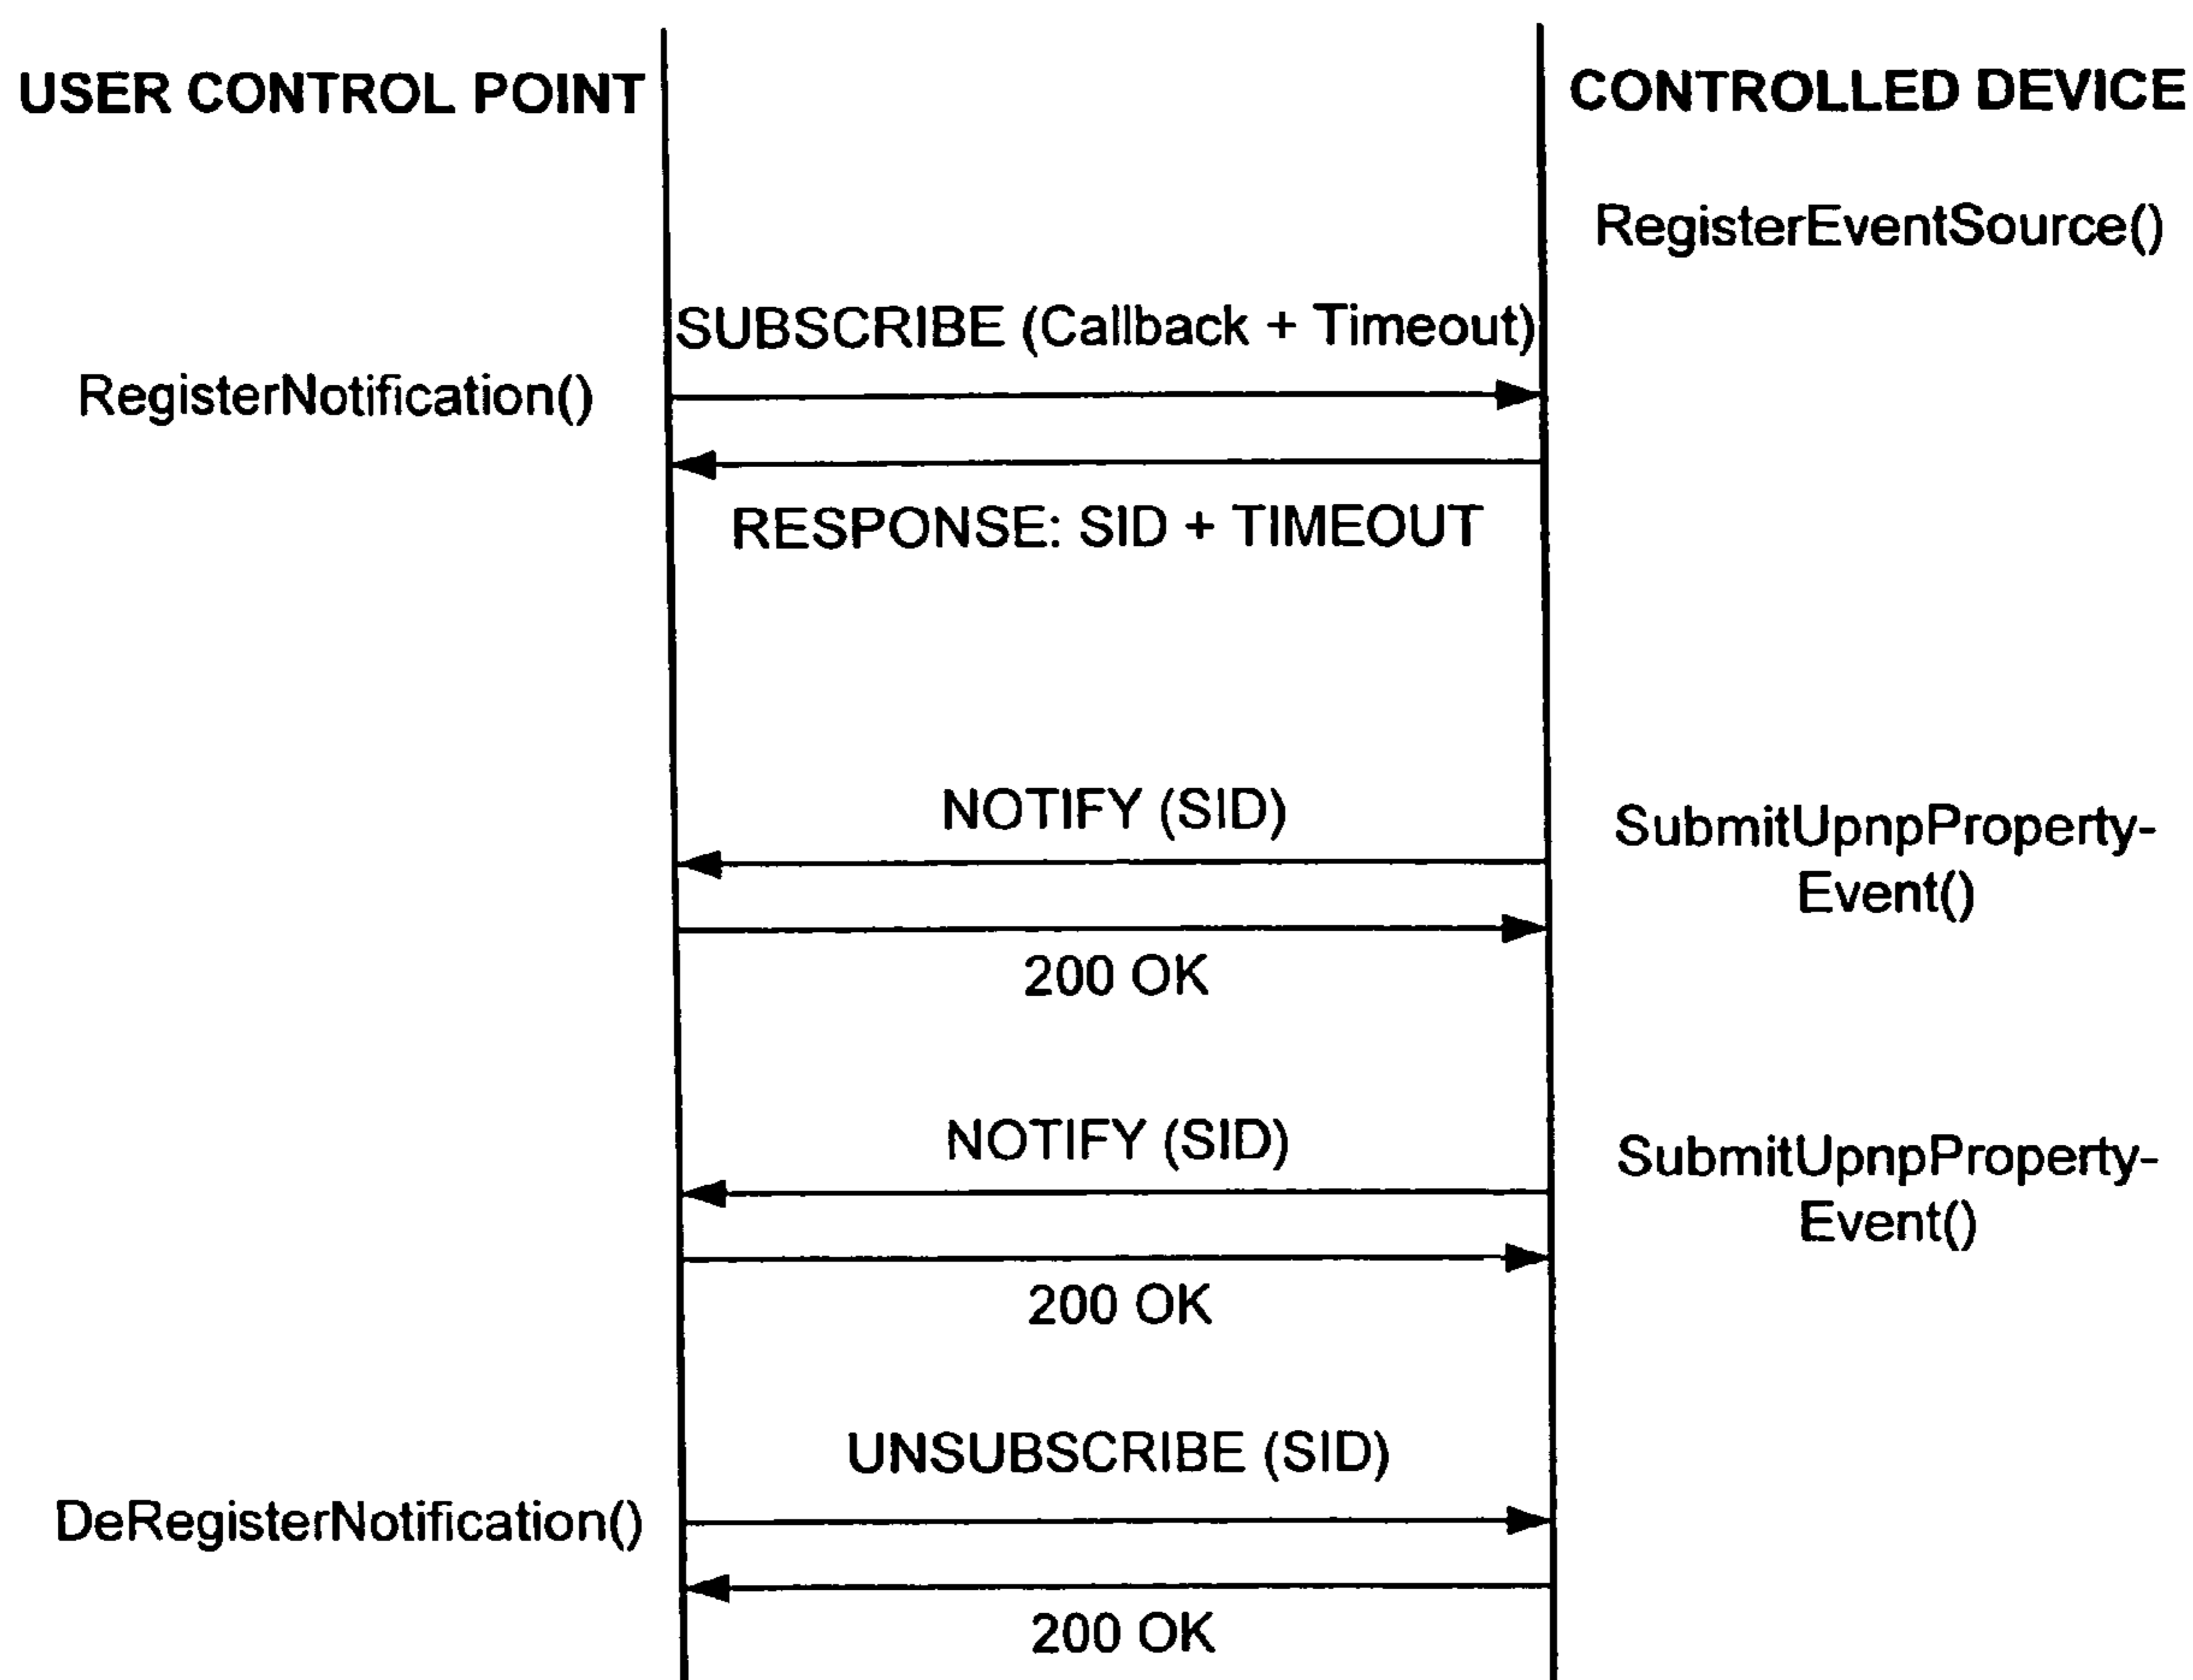 USER CONTROL POINT
CONTROLLED DEVICE
RegisterEventSource()
SUBSCRIBE (Callback + Timeout)
RegisterNotification()
RESPONSE: SID + TIMEOUT
NOTIFY (SID)
SubmitUpnpProperty-
Event()
200 OK
NOTIFY (SID)
SubmitUpnpProperty-
Event()
200 OK
UNSUBSCRIBE (SID)
DeRegisterNotification()
200 OK